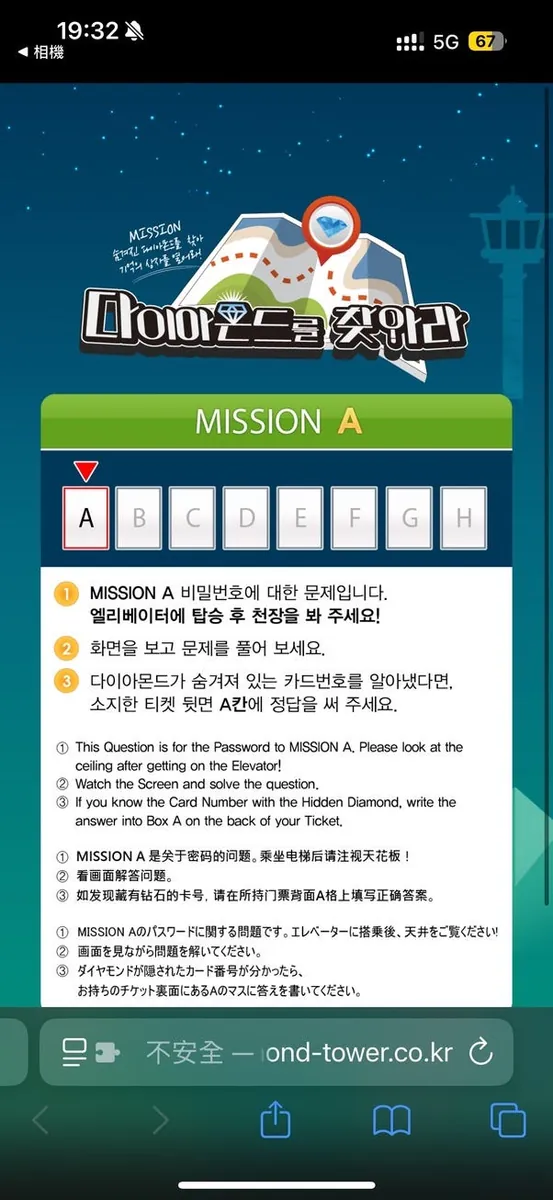 19:32
5G
67
◀ 相機
MISSION
숨겨진 다이아몬드를 찾아
기억의 상자를 열어라!
다이아몬드를 찾아라
MISSION A
A B C D E F G H
1 MISSION A 비밀번호에 대한 문제입니다.
엘리베이터에 탑승 후 천장을 봐 주세요!
2 화면을 보고 문제를 풀어 보세요.
3 다이아몬드가 숨겨져 있는 카드번호를 알아냈다면,
소지한 티켓 뒷면 A칸에 정답을 써 주세요.
① This Question is for the Password to MISSION A. Please look at the
ceiling after getting on the Elevator!
② Watch the Screen and solve the question.
③ If you know the Card Number with the Hidden Diamond, write the
answer into Box A on the back of your Ticket.
① MISSION A 是关于密码的问题。乘坐电梯后请注视天花板！
② 看画面解答问题。
③ 如发现藏有钻石的卡号, 请在所持门票背面A格上填写正确答案。
① MISSION Aのパスワードに関する問題です。エレベーターに搭乗後、天井をご覧ください!
② 画面を見ながら問題を解いてください。
③ ダイヤモンドが隠されたカード番号が分かったら、
お持ちのチケット裏面にあるAのマスに答えを書いてください。
不安全 — ond-tower.co.kr